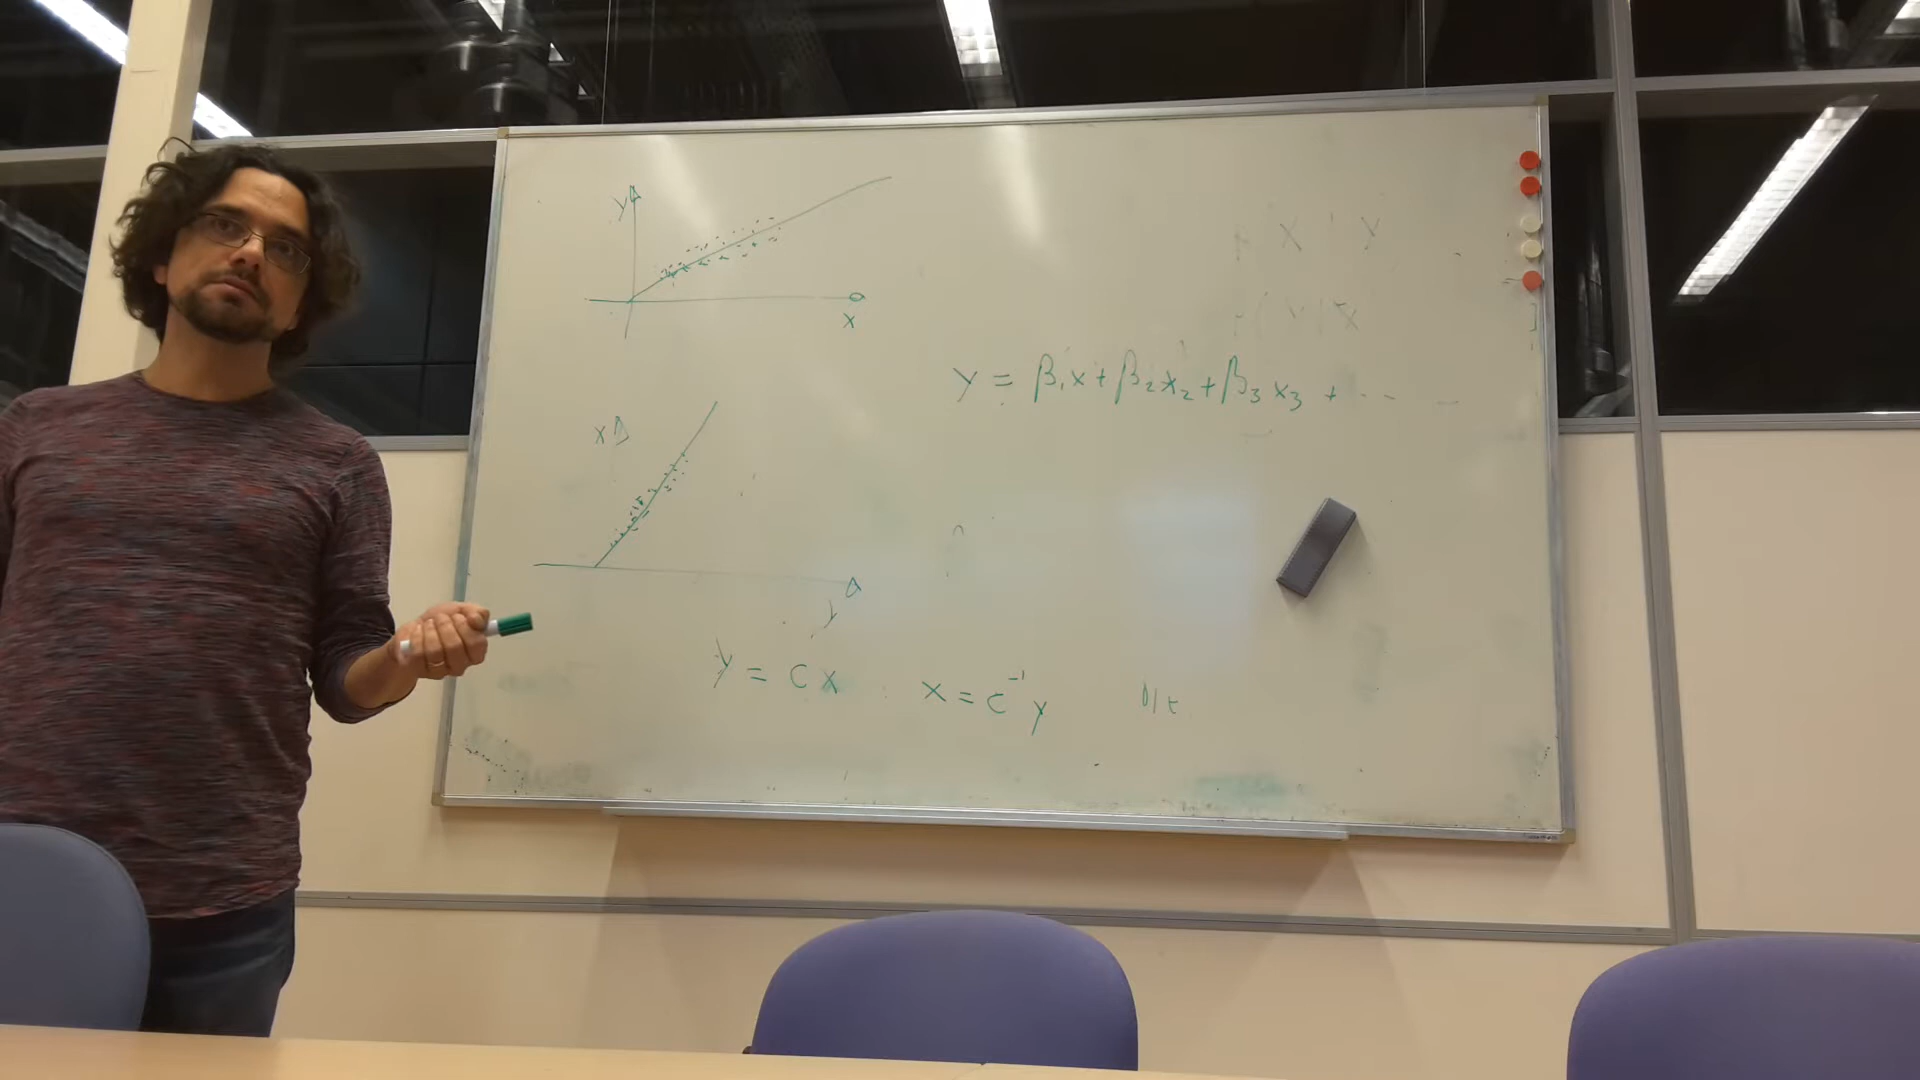 y
x
X Y
y = β₁x + β₂x₂ + β₃x₃ + ...
x
y
y = cx
x = c⁻¹y